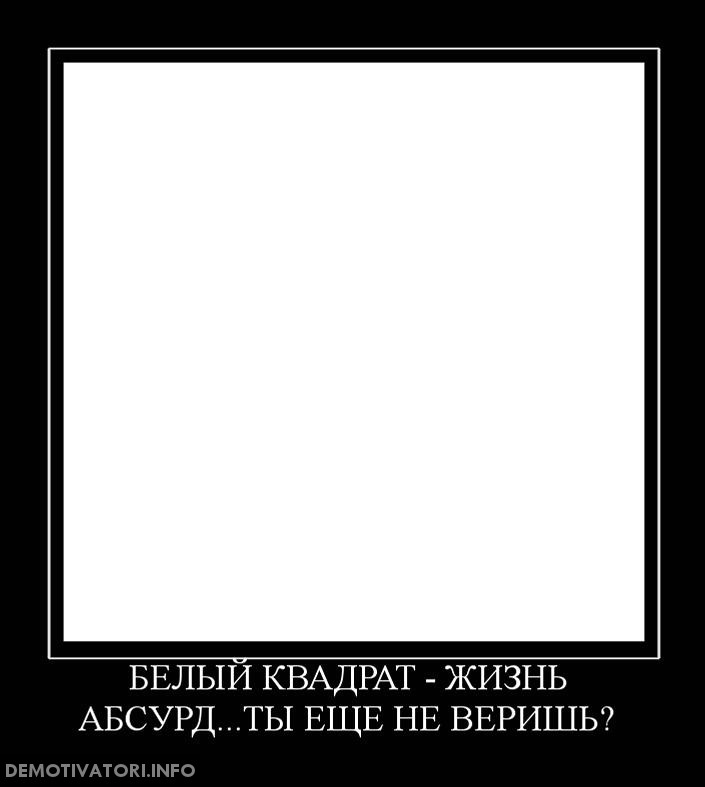 БЕЛЫЙ КВАДРАТ - ЖИЗНЬ
АБСУРД...ТЫ ЕЩЕ НЕ ВЕРИШЬ?
DEMOTIVATORI.INFO